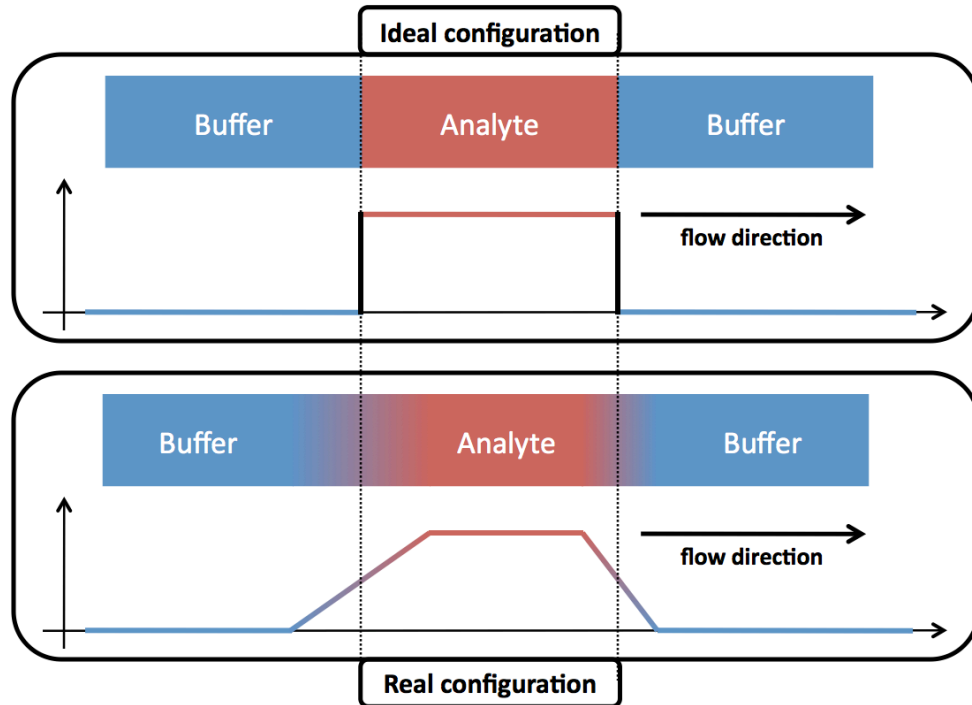 Ideal configuration
Buffer
Analyte
Buffer
flow direction
Buffer
Analyte
Buffer
flow direction
Real configuration